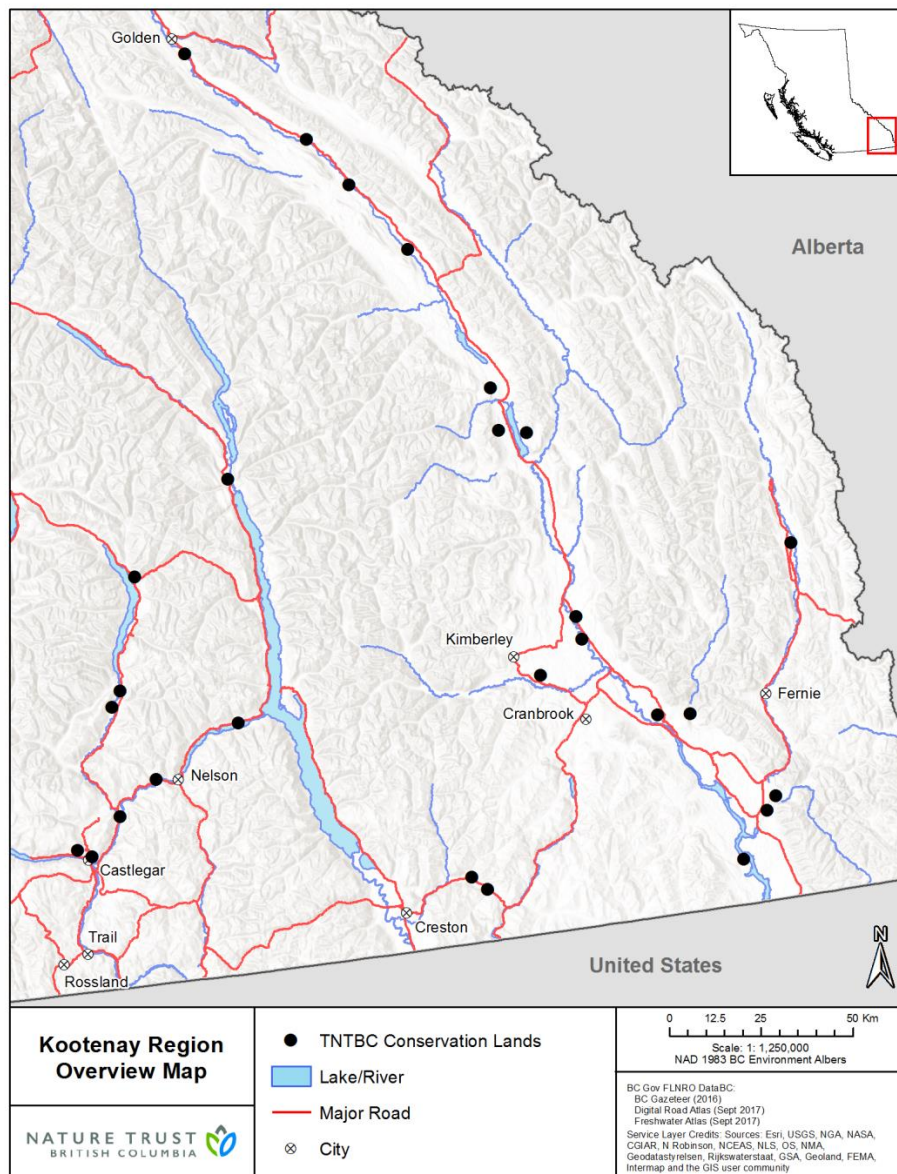 Golden
Alberta
Kimberley
Cranbrook
Fernie
Nelson
Castlegar
Creston
Trail
Rossland
United States
N
Kootenay Region
Overview Map
NATURE TRUST
BRITISH COLUMBIA
TNTBC Conservation Lands
Lake/River
Major Road
City
0 12.5 25 50 Km
Scale: 1: 1,250,000
NAD 1983 BC Environment Albers
BC Gov FLNRO DataBC:
BC Gazeteer (2016)
Digital Road Atlas (Sept 2017)
Freshwater Atlas (Sept 2017)
Service Layer Credits: Sources: Esri, USGS, NGA, NASA,
CGIAR, N Robinson, NCEAS, NLS, OS, NMA,
Geodatastyrelsen, Rijkswaterstaat, GSA, Geoland, FEMA,
Intermap and the GIS user community